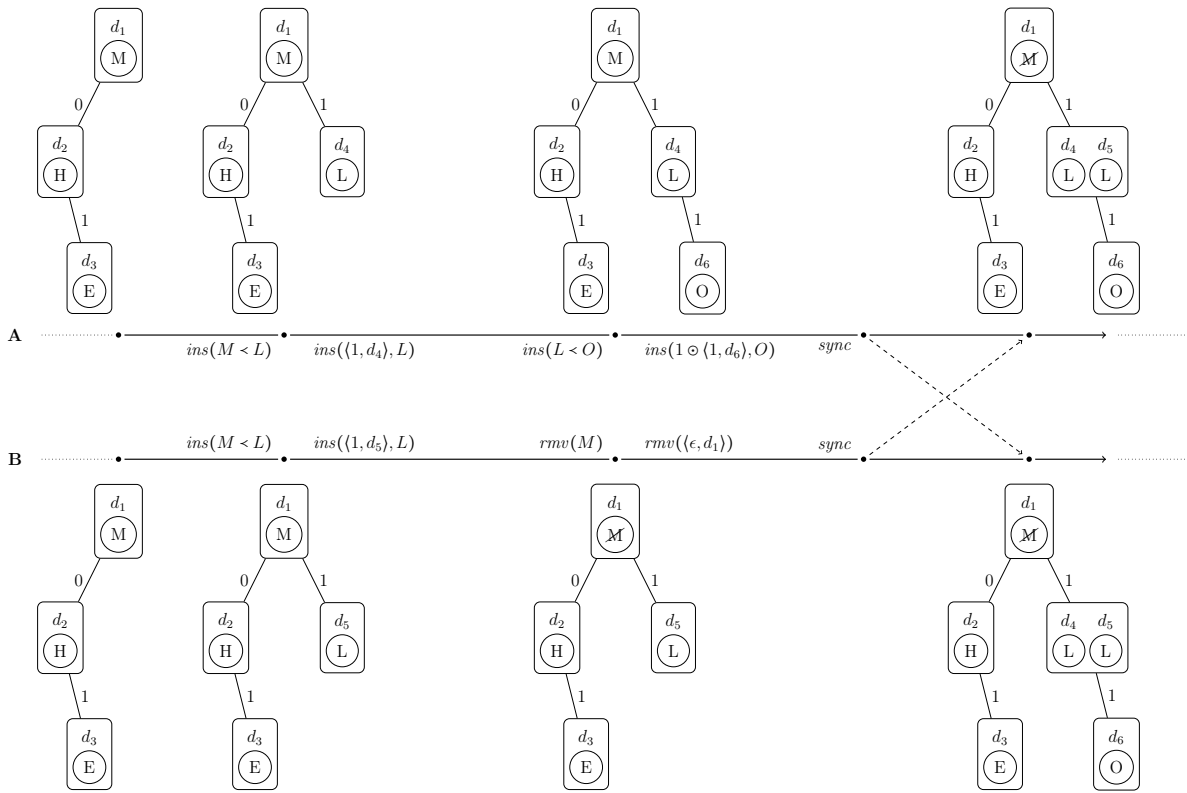 d₁ d₁ d₁ d₁
M M M M
0 0 1 0 1 0 1
d₂ d₂ d₄ d₂ d₄ d₂ d₄ d₅
H H L H L H L L
1 1 1 1 1 1
d₃ d₃ d₃ d₆ d₃ d₆
E E E O E O
A
ins(M ≺ L) ins(⟨1, d₄⟩, L) ins(L ≺ O) ins(1 ⊙ ⟨1, d₆⟩, O) sync
ins(M ≺ L) ins(⟨1, d₅⟩, L) rmv(M) rmv(⟨ϵ, d₁⟩) sync
B
d₁ d₁ d₁ d₁
M M M M
0 0 1 0 1 0 1
d₂ d₂ d₅ d₂ d₅ d₂ d₄ d₅
H H L H L H L L
1 1 1 1 1
d₃ d₃ d₃ d₃ d₆
E E E E O